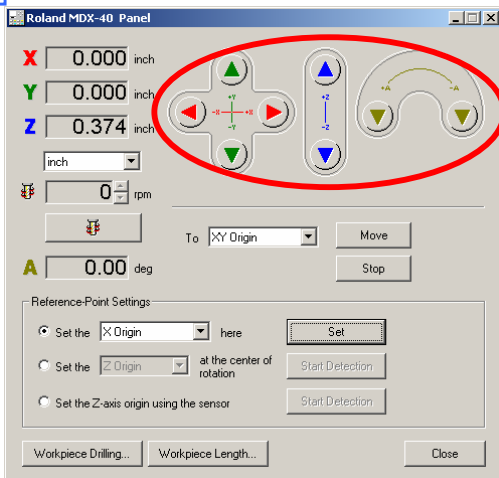 Roland MDX-40 Panel
X 0.000 inch
Y 0.000 inch
Z 0.374 inch
+Y
-X +X
-Y
+Z
-Z
+A -A
inch
0 rpm
To XY Origin Move
Stop
A 0.00 deg
Reference-Point Settings
Set the X Origin here Set
Set the Z Origin at the center of rotation Start Detection
Set the Z-axis origin using the sensor Start Detection
Workpiece Drilling... Workpiece Length... Close